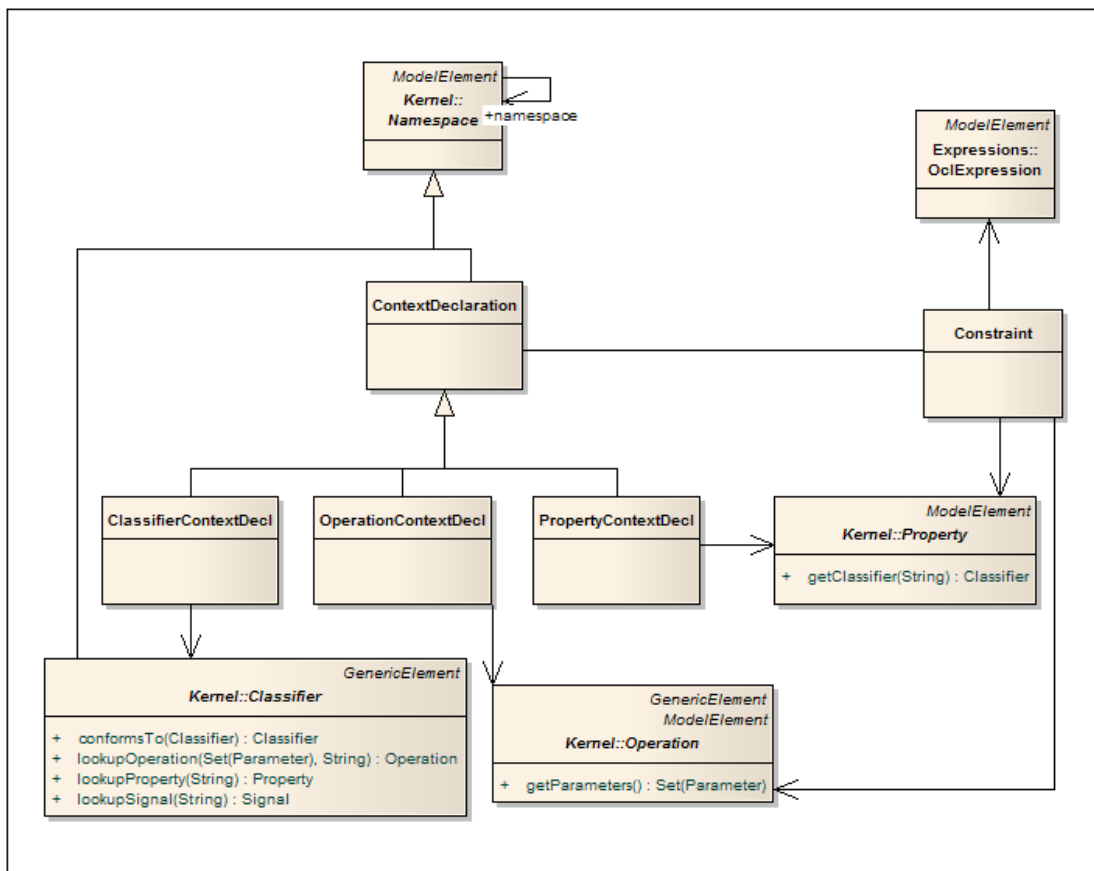 ModelElement
Kernel::
Namespace
+namespace
ModelElement
Expressions::
OclExpression
ContextDeclaration
Constraint
ClassifierContextDecl
OperationContextDecl
PropertyContextDecl
ModelElement
Kernel::Property
+ getClassifier(String) : Classifier
GenericElement
Kernel::Classifier
+ conformsTo(Classifier) : Classifier
+ lookupOperation(Set(Parameter), String) : Operation
+ lookupProperty(String) : Property
+ lookupSignal(String) : Signal
GenericElement
ModelElement
Kernel::Operation
+ getParameters() : Set(Parameter)